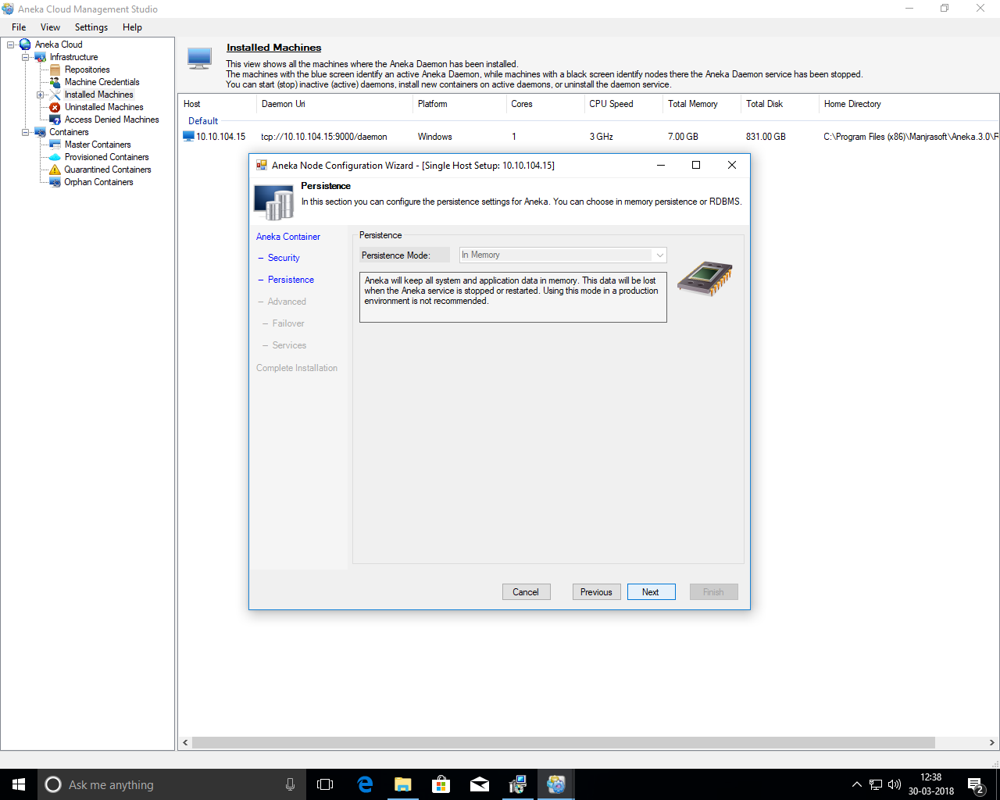 Aneka Cloud Management Studio
File View Settings Help
Aneka Cloud
Infrastructure
Repositories
Machine Credentials
Installed Machines
Uninstalled Machines
Access Denied Machines
Containers
Master Containers
Provisioned Containers
Quarantined Containers
Orphan Containers
Installed Machines
This view shows all the machines where the Aneka Daemon has been installed.
The machines with the blue screen identify an active Aneka Daemon, while machines with a black screen identify nodes there the Aneka Daemon service has been stopped.
You can start (stop) inactive (active) daemons, install new containers on active daemons, or uninstall the daemon service.
Host Daemon Uri Platform Cores CPU Speed Total Memory Total Disk Home Directory
Default
10.10.104.15 tcp://10.10.104.15:9000/daemon Windows 1 3 GHz 7.00 GB 831.00 GB C:\Program Files (x86)\Manjrasoft\Aneka.3.0\R
Aneka Node Configuration Wizard - [Single Host Setup: 10.10.104.15]
Persistence
In this section you can configure the persistence settings for Aneka. You can choose in memory persistence or RDBMS.
Aneka Container
– Security
– Persistence
– Advanced
– Failover
– Services
Complete Installation
Persistence
Persistence Mode: In Memory
Aneka will keep all system and application data in memory. This data will be lost
when the Aneka service is stopped or restarted. Using this mode in a production
environment is not recommended.
Cancel Previous Next Finish
Ask me anything
12:38
30-03-2018
2